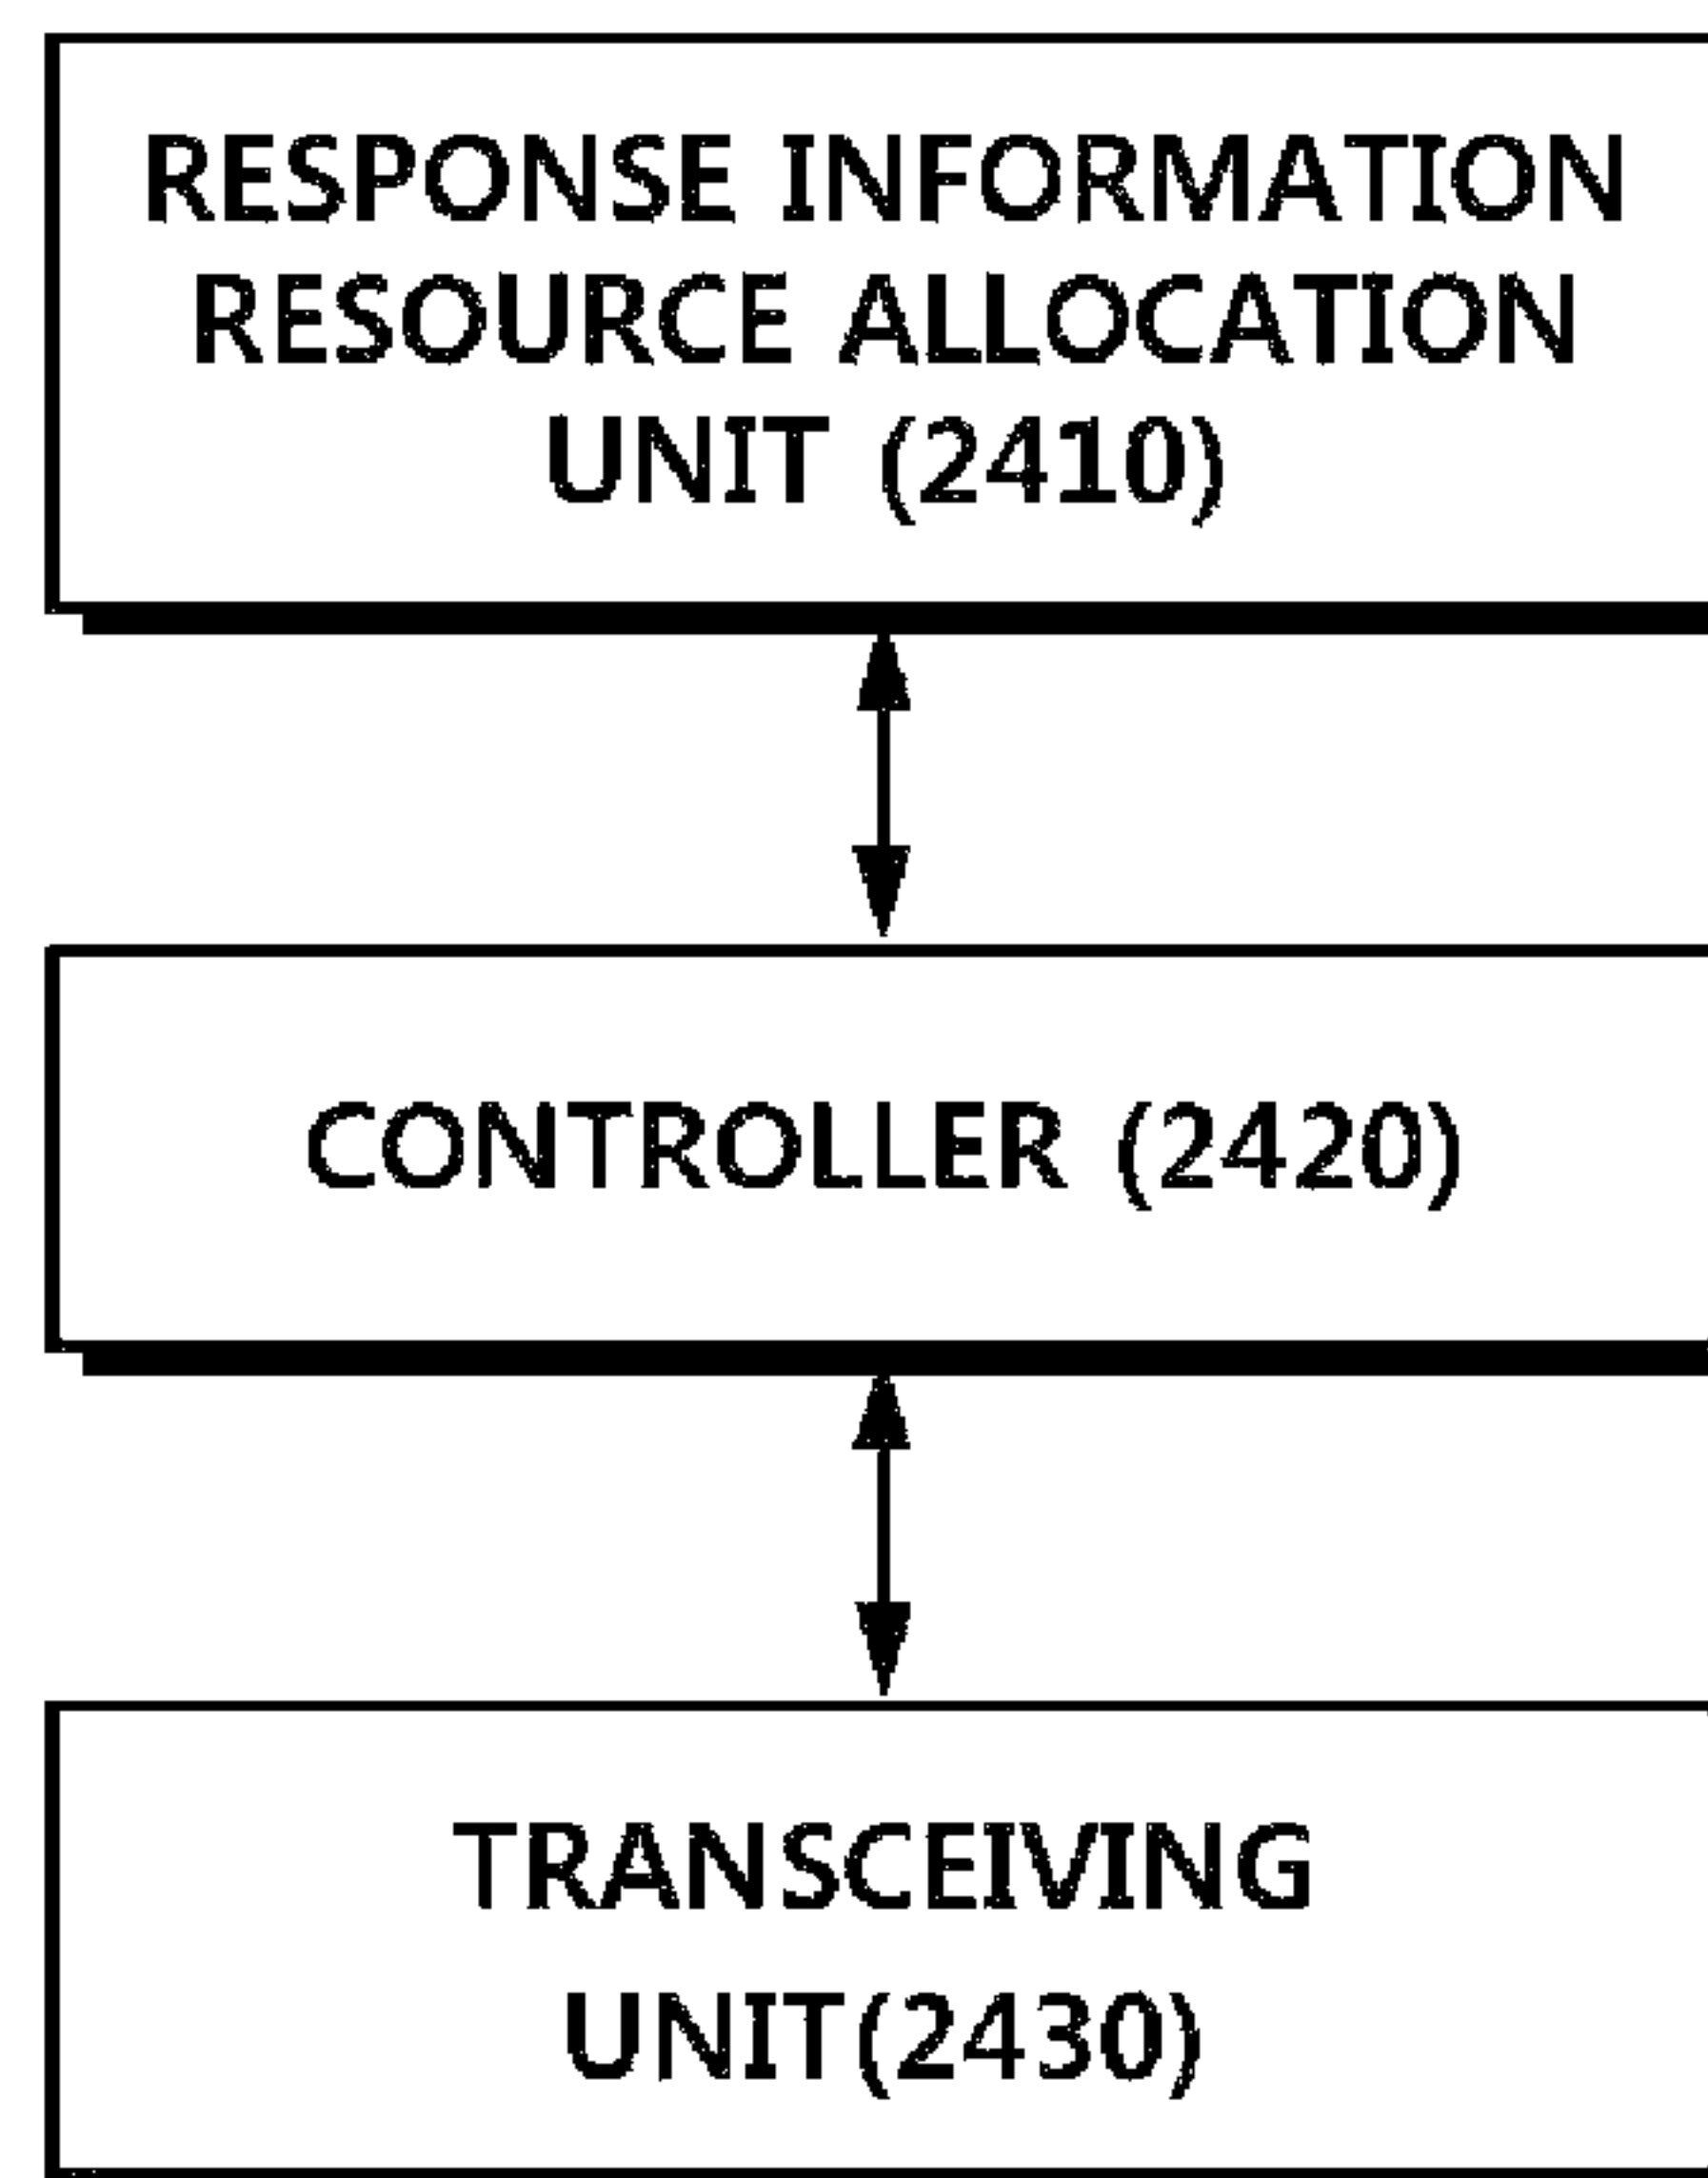 RESPONSE INFORMATION
RESOURCE ALLOCATION
UNIT (2410)
CONTROLLER (2420)
TRANSCEIVING
UNIT(2430)